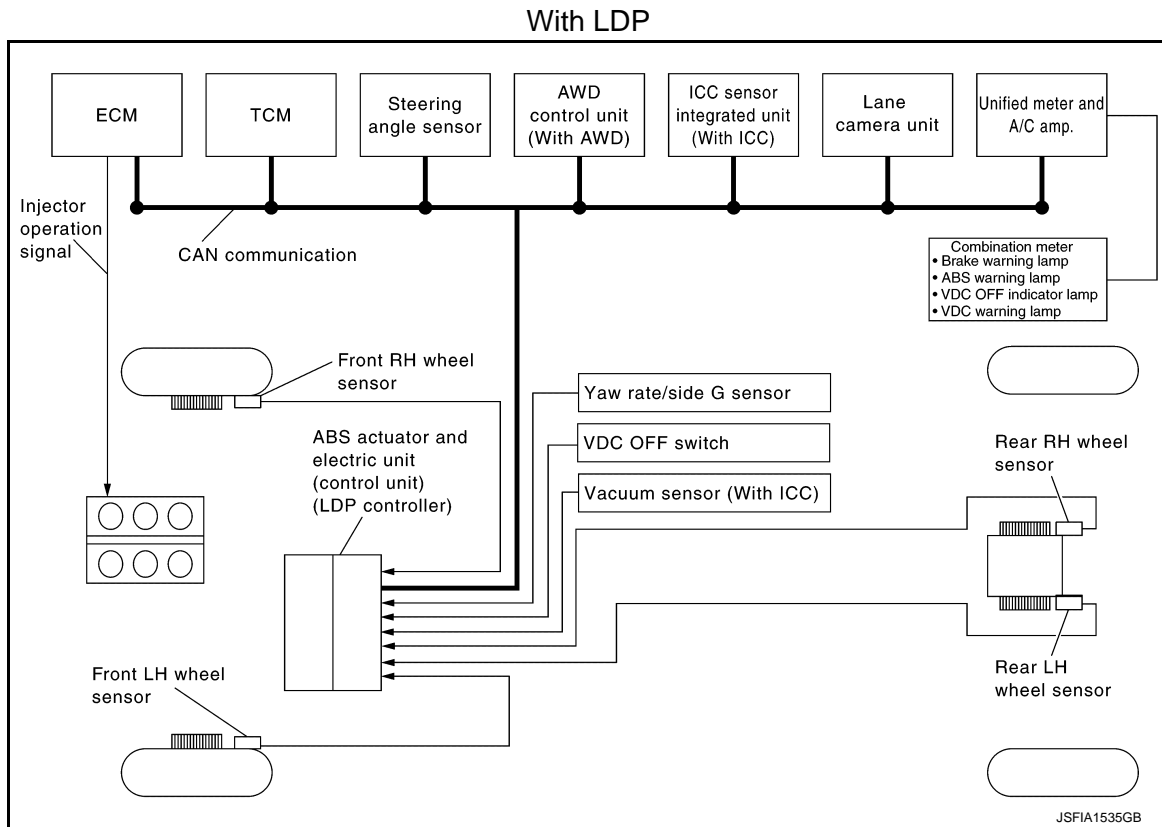 With LDP
ECM
TCM
Steering
angle sensor
AWD
control unit
(With AWD)
ICC sensor
integrated unit
(With ICC)
Lane
camera unit
Unified meter and
A/C amp.
Injector
operation
signal
CAN communication
Combination meter
• Brake warning lamp
• ABS warning lamp
• VDC OFF indicator lamp
• VDC warning lamp
Front RH wheel
sensor
Yaw rate/side G sensor
ABS actuator and
electric unit
(control unit)
(LDP controller)
VDC OFF switch
Vacuum sensor (With ICC)
Rear RH wheel
sensor
Front LH wheel
sensor
Rear LH
wheel sensor
JSFIA1535GB